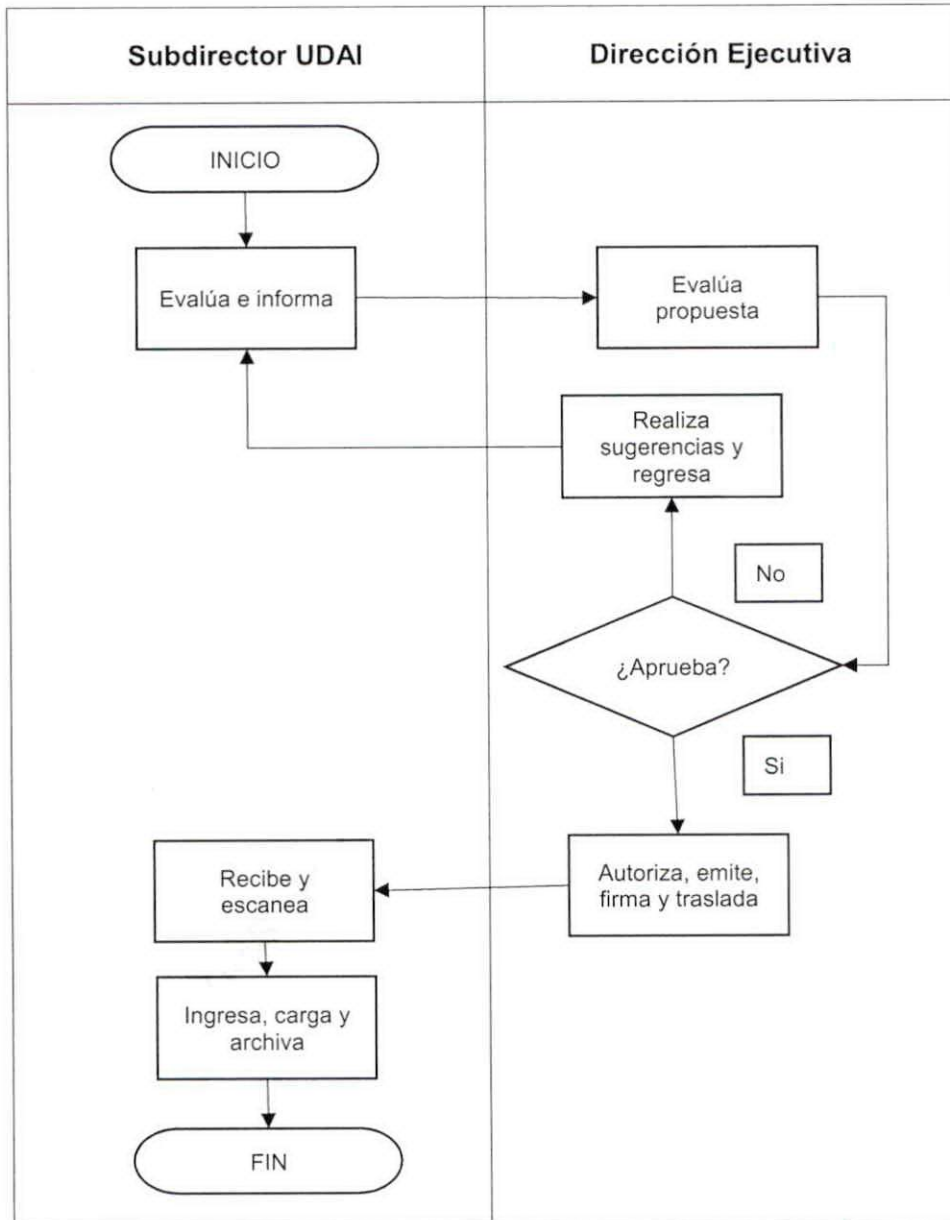 Subdirector UDAI
Dirección Ejecutiva
INICIO
Evalúa e informa
Evalúa
propuesta
Realiza
sugerencias y
regresa
No
¿Aprueba?
Si
Autoriza, emite,
firma y traslada
Recibe y
escanea
Ingresa, carga y
archiva
FIN